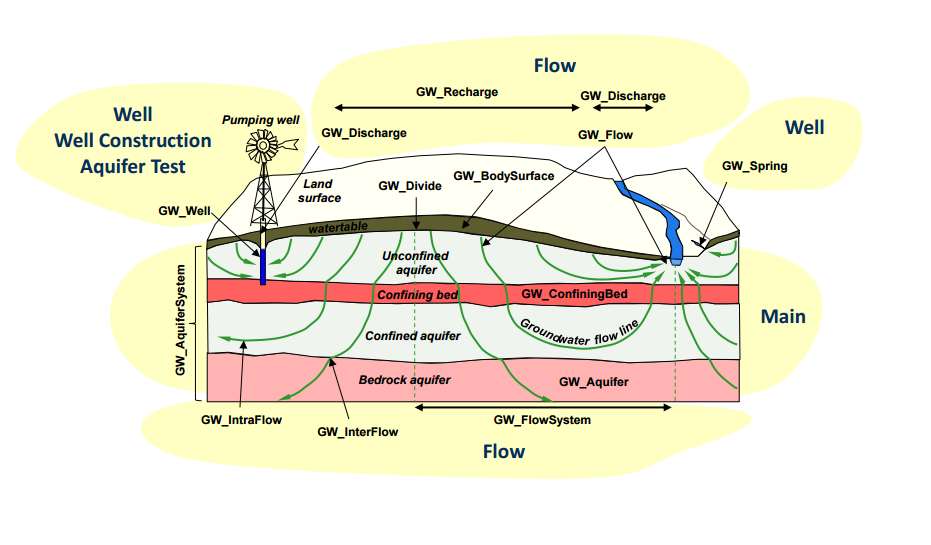 Flow
GW_Recharge
GW_Discharge
Well
Well Construction
Aquifer Test
Pumping well
GW_Discharge
GW_Flow
Well
GW_Spring
Land
surface
GW_Divide
GW_BodySurface
GW_Well
watertable
Unconfined
aquifer
GW_AquiferSystem
Confining bed
GW_ConfiningBed
Main
Confined aquifer
Groundwater flow line
Bedrock aquifer
GW_Aquifer
GW_IntraFlow
GW_InterFlow
GW_FlowSystem
Flow